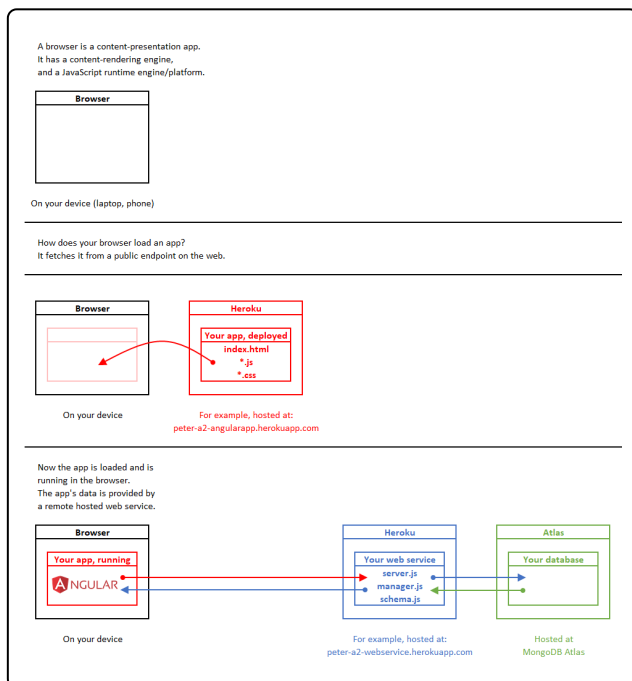 A browser is a content-presentation app.
It has a content-rendering engine,
and a JavaScript runtime engine/platform.
Browser
On your device (laptop, phone)
How does your browser load an app?
It fetches it from a public endpoint on the web.
Browser
Heroku
Your app, deployed
index.html
*.js
*.css
On your device
For example, hosted at:
peter-a2-angularapp.herokuapp.com
Now the app is loaded and is
running in the browser.
The app's data is provided by
a remote hosted web service.
Browser
Heroku
Atlas
Your app, running
Your web service
Your database
ANGULAR
server.js
manager.js
schema.js
On your device
For example, hosted at:
peter-a2-webservice.herokuapp.com
Hosted at
MongoDB Atlas